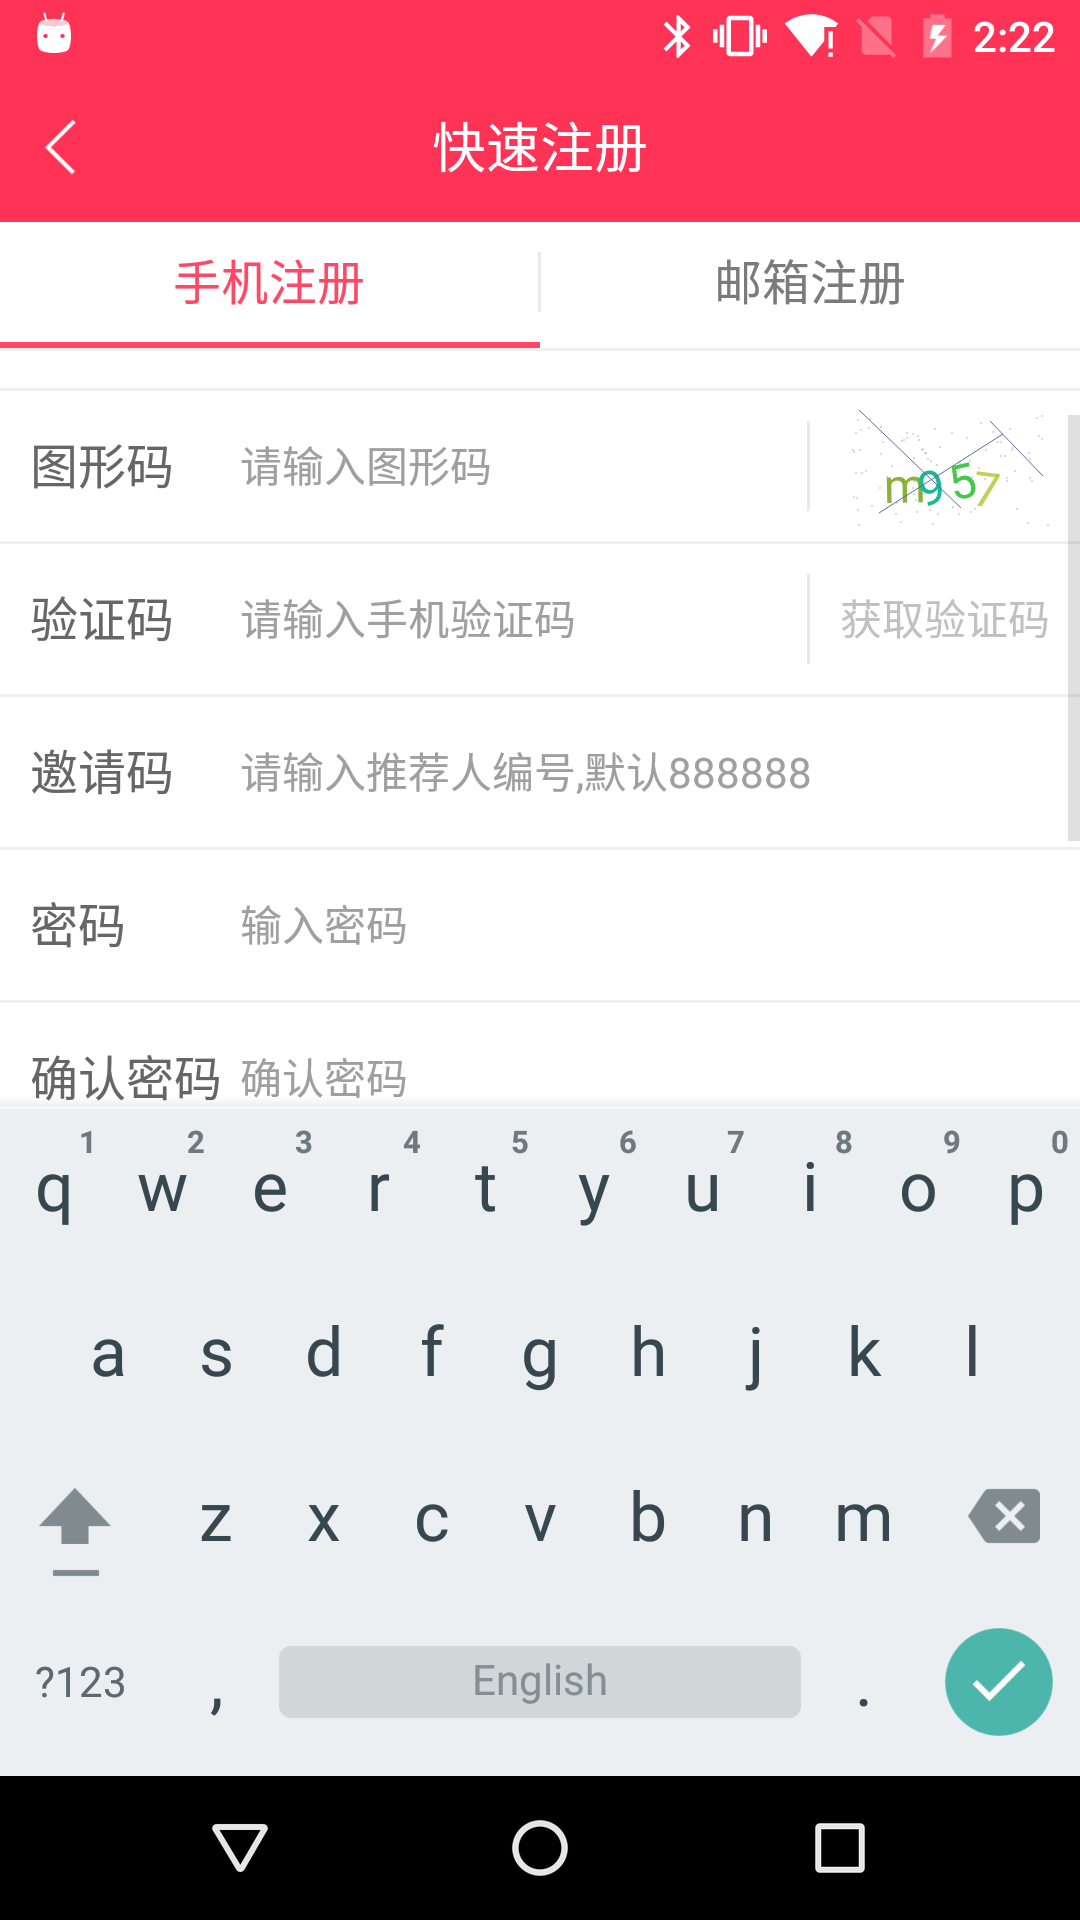 2:22
快速注册
手机注册 邮箱注册
图形码 请输入图形码 m957
验证码 请输入手机验证码 获取验证码
邀请码 请输入推荐人编号,默认888888
密码 输入密码
确认密码 确认密码
1 2 3 4 5 6 7 8 9 0
q w e r t y u i o p
a s d f g h j k l
z x c v b n m
?123 , English .